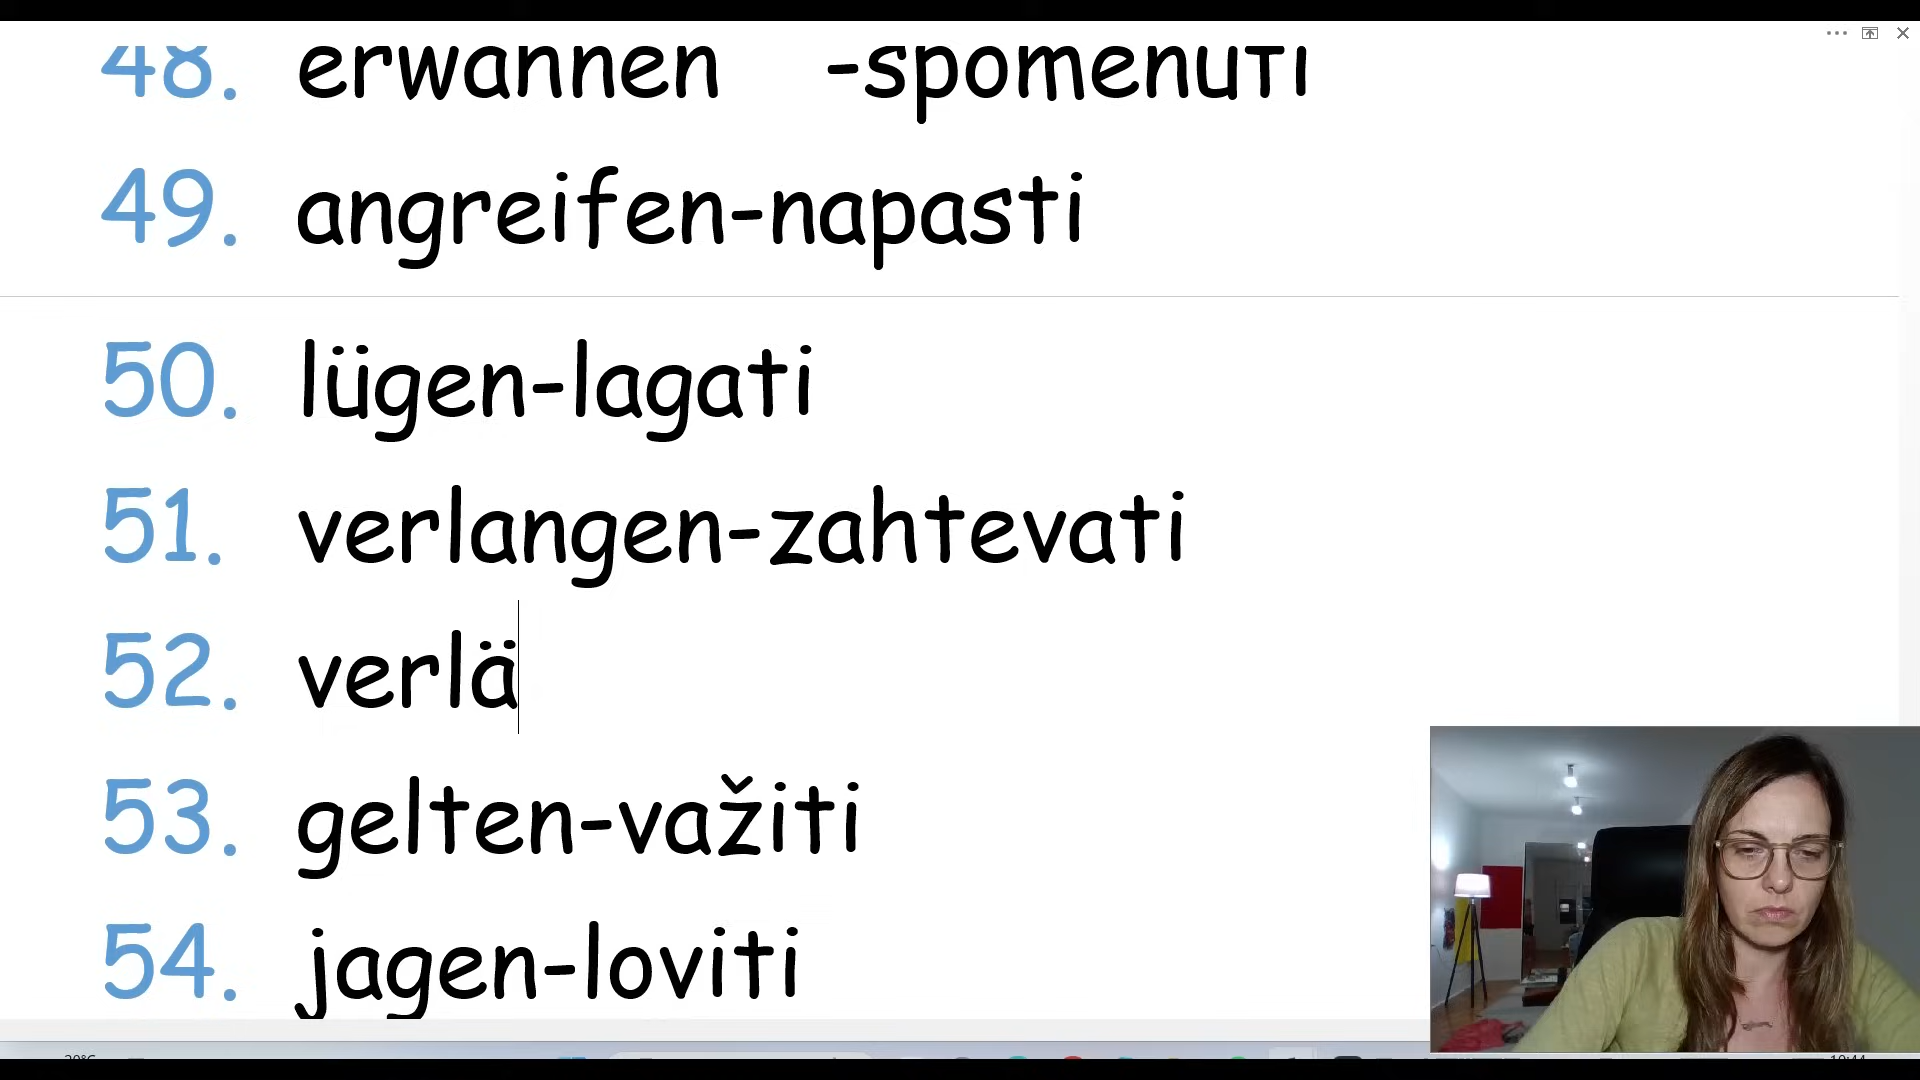 48. erwannen -spomenuti
49. angreifen-napasti
50. lügen-lagati
51. verlangen-zahtevati
52. verlä
53. gelten-važiti
54. jagen-loviti